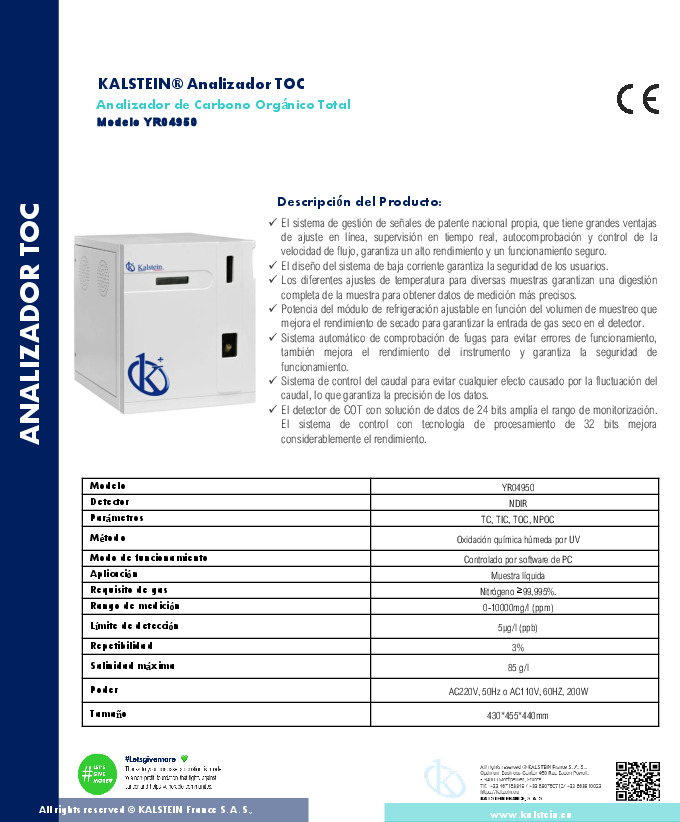 KALSTEIN® Analizador TOC
Analizador de Carbono Orgánico Total
Modelo YR04950
CE
ANALIZADOR TOC
Kalstein
Descripción del Producto:
✓ El sistema de gestión de señales de patente nacional propia, que tiene grandes ventajas
de ajuste en línea, supervisión en tiempo real, autocomprobación y control de la
velocidad de flujo, garantiza un alto rendimiento y un funcionamiento seguro.
✓ El diseño del sistema de baja corriente garantiza la seguridad de los usuarios.
✓ Los diferentes ajustes de temperatura para diversas muestras garantizan una digestión
completa de la muestra para obtener datos de medición más precisos.
✓ Potencia del módulo de refrigeración ajustable en función del volumen de muestreo que
mejora el rendimiento de secado para garantizar la entrada de gas seco en el detector.
✓ Sistema automático de comprobación de fugas para evitar errores de funcionamiento,
también mejora el rendimiento del instrumento y garantiza la seguridad de
funcionamiento.
✓ Sistema de control del caudal para evitar cualquier efecto causado por la fluctuación del
caudal, lo que garantiza la precisión de los datos.
✓ El detector de COT con solución de datos de 24 bits amplía el rango de monitorización.
El sistema de control con tecnología de procesamiento de 32 bits mejora
considerablemente el rendimiento.
Modelo YR04950
Detector NDIR
Parámetros TC, TIC, TOC, NPOC
Método Oxidación química húmeda por UV
Modo de funcionamiento Controlado por software de PC
Aplicación Muestra líquida
Requisito de gas Nitrógeno ≥99,995%.
Rango de medición 0-10000mg/l (ppm)
Límite de detección 5μg/l (ppb)
Repetibilidad 3%
Salinidad máxima 85 g/l
Poder AC220V, 50Hz o AC110V, 60HZ, 200W
Tamaño 430*455*440mm
#Letsgivemore
# LET'S
GIVE
MORE
All rights reserved © KALSTEIN France S. A. S.,
KALSTEIN FRANCE, S. A. S
All rights reserved © KALSTEIN France S. A. S.,
www.kalstein.co